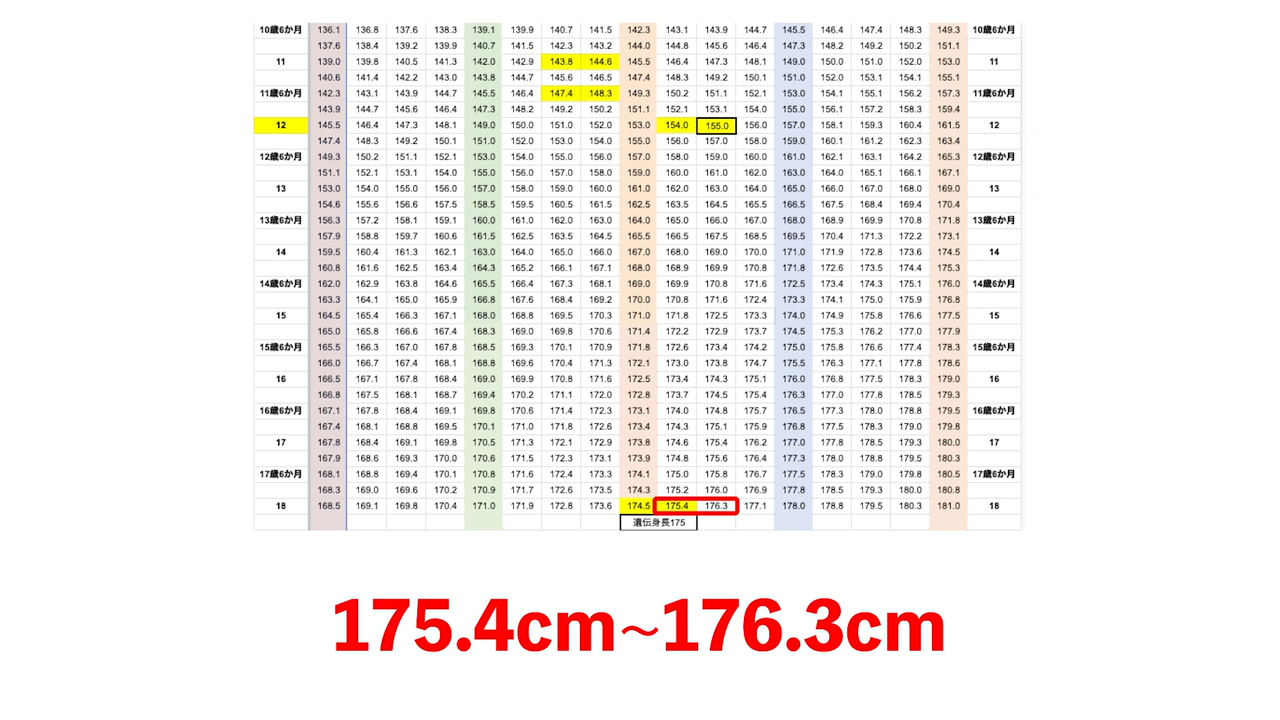 10歳6か月 136.1 136.8 137.6 138.3 139.1 139.9 140.7 141.5 142.3 143.1 143.9 144.7 145.5 146.4 147.4 148.3 149.3 10歳6か月
137.6 138.4 139.2 139.9 140.7 141.5 142.3 143.2 144.0 144.8 145.6 146.4 147.3 148.2 149.2 150.2 151.1
11 139.0 139.8 140.5 141.3 142.0 142.9 143.8 144.6 145.5 146.4 147.3 148.1 149.0 150.0 151.0 152.0 153.0 11
140.6 141.4 142.2 143.0 143.8 144.7 145.6 146.5 147.4 148.3 149.2 150.1 151.0 152.0 153.1 154.1 155.1
11歳6か月 142.3 143.1 143.9 144.7 145.5 146.4 147.4 148.3 149.3 150.2 151.1 152.1 153.0 154.1 155.1 156.2 157.3 11歳6か月
143.9 144.7 145.6 146.4 147.3 148.2 149.2 150.2 151.1 152.1 153.1 154.0 155.0 156.1 157.2 158.3 159.4
12 145.5 146.4 147.3 148.1 149.0 150.0 151.0 152.0 153.0 154.0 155.0 156.0 157.0 158.1 159.3 160.4 161.5 12
147.4 148.3 149.2 150.1 151.0 152.0 153.0 154.0 155.0 156.0 157.0 158.0 159.0 160.1 161.2 162.3 163.4
12歳6か月 149.3 150.2 151.1 152.1 153.0 154.0 155.0 156.0 157.0 158.0 159.0 160.0 161.0 162.1 163.1 164.2 165.3 12歳6か月
151.1 152.1 153.1 154.0 155.0 156.0 157.0 158.0 159.0 160.0 161.0 162.0 163.0 164.0 165.1 166.1 167.1
13 153.0 154.0 155.0 156.0 157.0 158.0 159.0 160.0 161.0 162.0 163.0 164.0 165.0 166.0 167.0 168.0 169.0 13
154.6 155.6 156.6 157.5 158.5 159.5 160.5 161.5 162.5 163.5 164.5 165.5 166.5 167.5 168.4 169.4 170.4
13歳6か月 156.3 157.2 158.1 159.1 160.0 161.0 162.0 163.0 164.0 165.0 166.0 167.0 168.0 168.9 169.9 170.8 171.8 13歳6か月
157.9 158.8 159.7 160.6 161.5 162.5 163.5 164.5 165.5 166.5 167.5 168.5 169.5 170.4 171.3 172.2 173.1
14 159.5 160.4 161.3 162.1 163.0 164.0 165.0 166.0 167.0 168.0 169.0 170.0 171.0 171.9 172.8 173.6 174.5 14
160.8 161.6 162.5 163.4 164.3 165.2 166.1 167.1 168.0 168.9 169.9 170.8 171.8 172.6 173.5 174.4 175.3
14歳6か月 162.0 162.9 163.8 164.6 165.5 166.4 167.3 168.1 169.0 169.9 170.8 171.6 172.5 173.4 174.3 175.1 176.0 14歳6か月
163.3 164.1 165.0 165.9 166.8 167.6 168.4 169.2 170.0 170.8 171.6 172.4 173.3 174.1 175.0 175.9 176.8
15 164.5 165.4 166.3 167.1 168.0 168.8 169.5 170.3 171.0 171.8 172.5 173.3 174.0 174.9 175.8 176.6 177.5 15
165.0 165.8 166.6 167.4 168.3 169.0 169.8 170.6 171.4 172.2 172.9 173.7 174.5 175.3 176.2 177.0 177.9
15歳6か月 165.5 166.3 167.0 167.8 168.5 169.3 170.1 170.9 171.8 172.6 173.4 174.2 175.0 175.8 176.6 177.4 178.3 15歳6か月
166.0 166.7 167.4 168.1 168.8 169.6 170.4 171.3 172.1 173.0 173.8 174.7 175.5 176.3 177.1 177.8 178.6
16 166.5 167.1 167.8 168.4 169.0 169.9 170.8 171.6 172.5 173.4 174.3 175.1 176.0 176.8 177.5 178.3 179.0 16
166.8 167.5 168.1 168.7 169.4 170.2 171.1 172.0 172.8 173.7 174.5 175.4 176.3 177.0 177.8 178.5 179.3
16歳6か月 167.1 167.8 168.4 169.1 169.8 170.6 171.4 172.3 173.1 174.0 174.8 175.7 176.5 177.3 178.0 178.8 179.5 16歳6か月
167.4 168.1 168.8 169.5 170.1 171.0 171.8 172.6 173.4 174.3 175.1 175.9 176.8 177.5 178.3 179.0 179.8
17 167.8 168.4 169.1 169.8 170.5 171.3 172.1 172.9 173.8 174.6 175.4 176.2 177.0 177.8 178.5 179.3 180.0 17
167.9 168.6 169.3 170.0 170.6 171.5 172.3 173.1 173.9 174.8 175.6 176.4 177.3 178.0 178.8 179.5 180.3
17歳6か月 168.1 168.8 169.4 170.1 170.8 171.6 172.4 173.3 174.1 175.0 175.8 176.7 177.5 178.3 179.0 179.8 180.5 17歳6か月
168.3 169.0 169.6 170.2 170.9 171.7 172.6 173.5 174.3 175.2 176.0 176.9 177.8 178.5 179.3 180.0 180.8
18 168.5 169.1 169.8 170.4 171.0 171.9 172.8 173.6 174.5 175.4 176.3 177.1 178.0 178.8 179.5 180.3 181.0 18
遺伝身長175
175.4cm~176.3cm